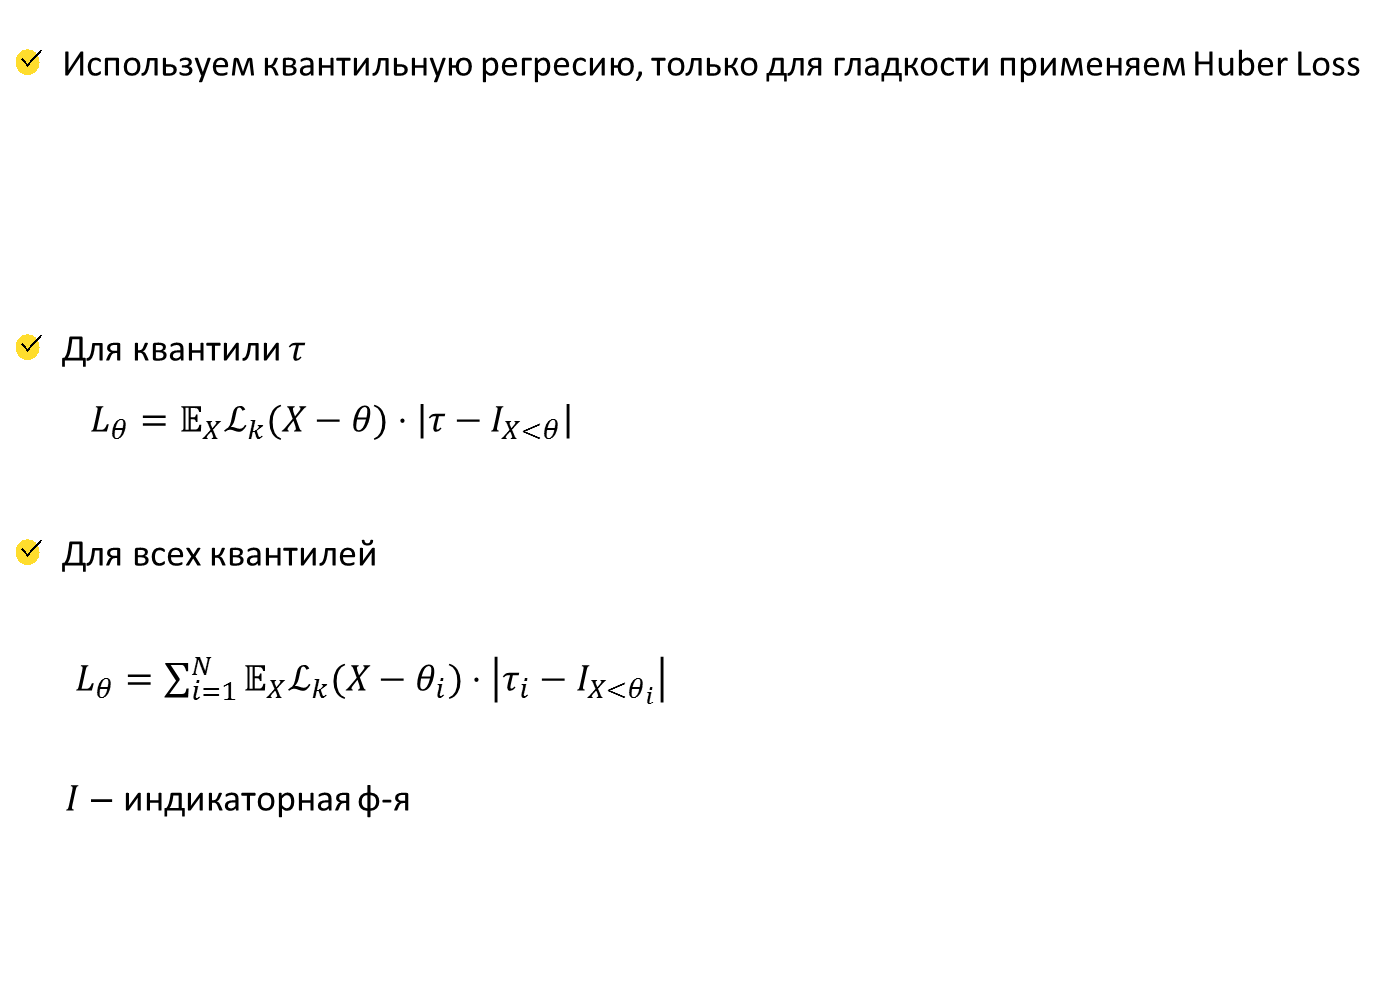 Используем квантильную регресию, только для гладкости применяем Huber Loss
Для квантили τ
L_θ = 𝔼_X ℒ_k(X − θ) · |τ − I_{X<θ}|
Для всех квантилей
L_θ = ∑_{i=1}^{N} 𝔼_X ℒ_k(X − θ_i) · |τ_i − I_{X<θ_i}|
I − индикаторная ф-я